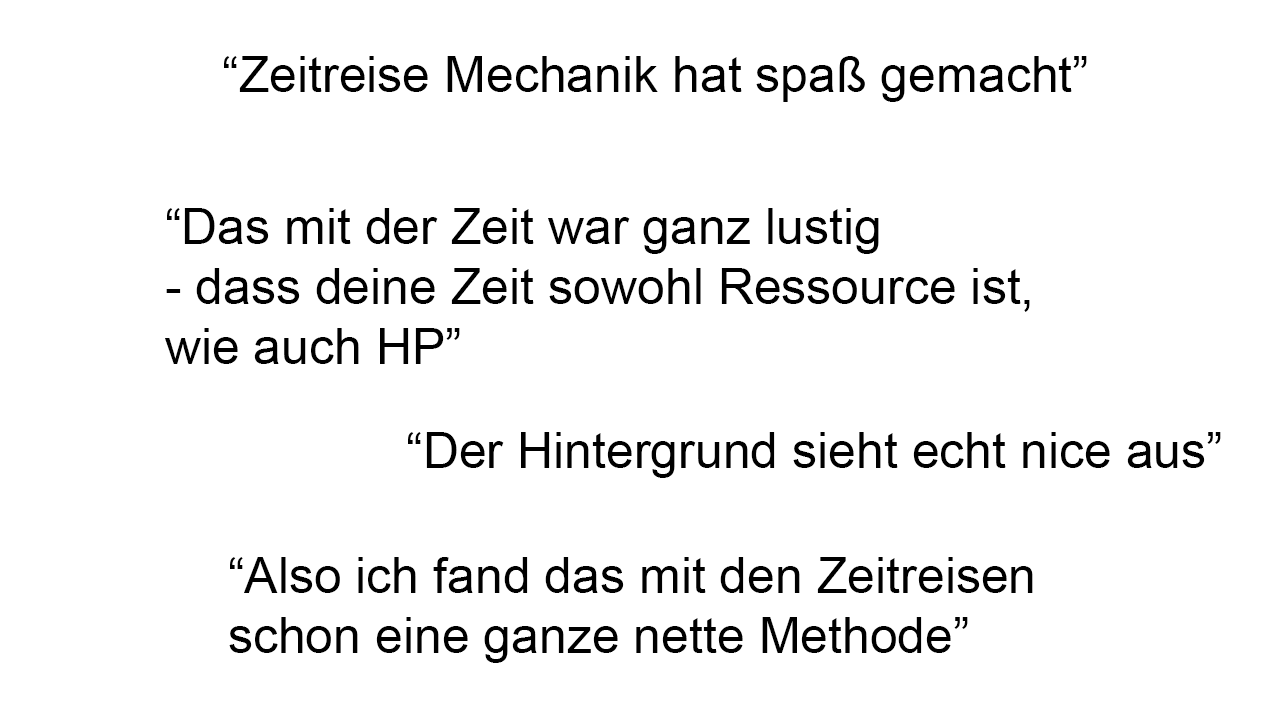 “Zeitreise Mechanik hat spaß gemacht”
“Das mit der Zeit war ganz lustig
- dass deine Zeit sowohl Ressource ist,
wie auch HP”
“Der Hintergrund sieht echt nice aus”
“Also ich fand das mit den Zeitreisen
schon eine ganze nette Methode”